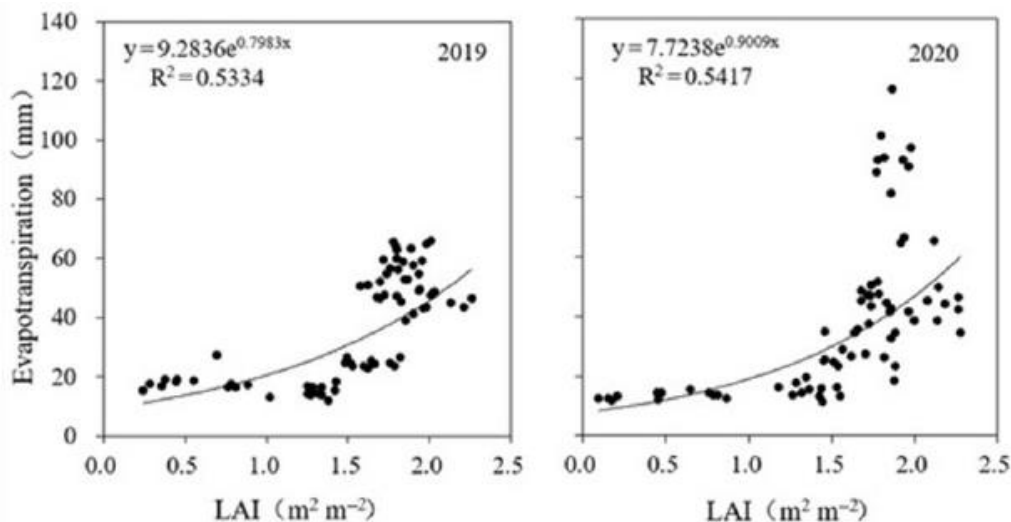 140
120
100
80
60
40
20
0
Evapotranspiration（mm）
y=9.2836e^0.7983x
R²=0.5334
2019
0.0 0.5 1.0 1.5 2.0 2.5
LAI（m² m⁻²）
y=7.7238e^0.9009x
R²=0.5417
2020
0.0 0.5 1.0 1.5 2.0 2.5
LAI（m² m⁻²）